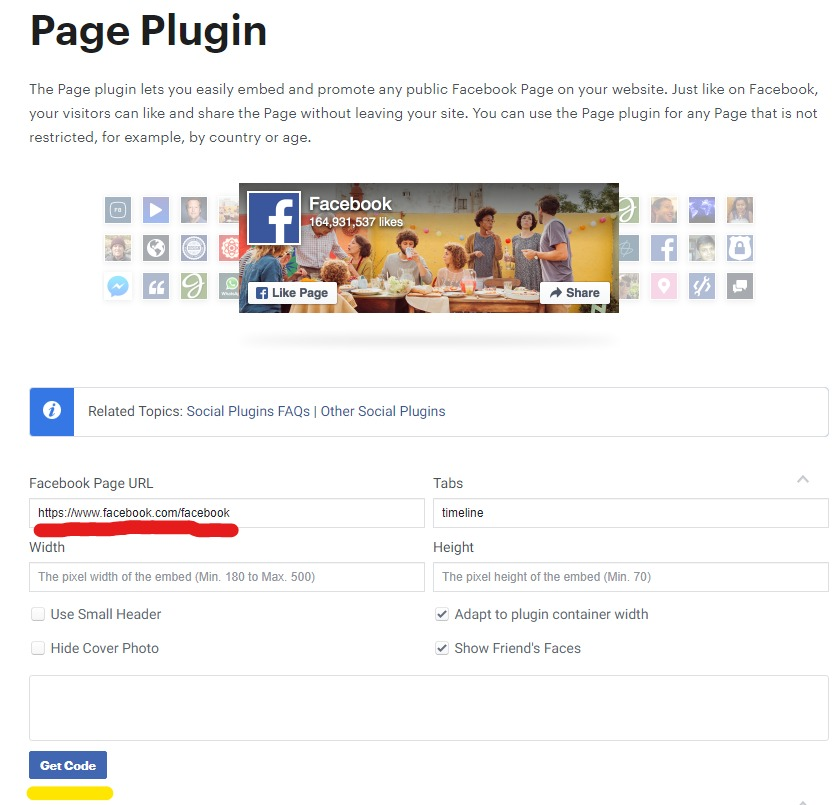 Page Plugin
The Page plugin lets you easily embed and promote any public Facebook Page on your website. Just like on Facebook,
your visitors can like and share the Page without leaving your site. You can use the Page plugin for any Page that is not
restricted, for example, by country or age.
Facebook
164,931,537 likes
Like Page
Share
Related Topics: Social Plugins FAQs | Other Social Plugins
Facebook Page URL
Tabs
https://www.facebook.com/facebook
timeline
Width
Height
The pixel width of the embed (Min. 180 to Max. 500)
The pixel height of the embed (Min. 70)
Use Small Header
Adapt to plugin container width
Hide Cover Photo
Show Friend's Faces
Get Code